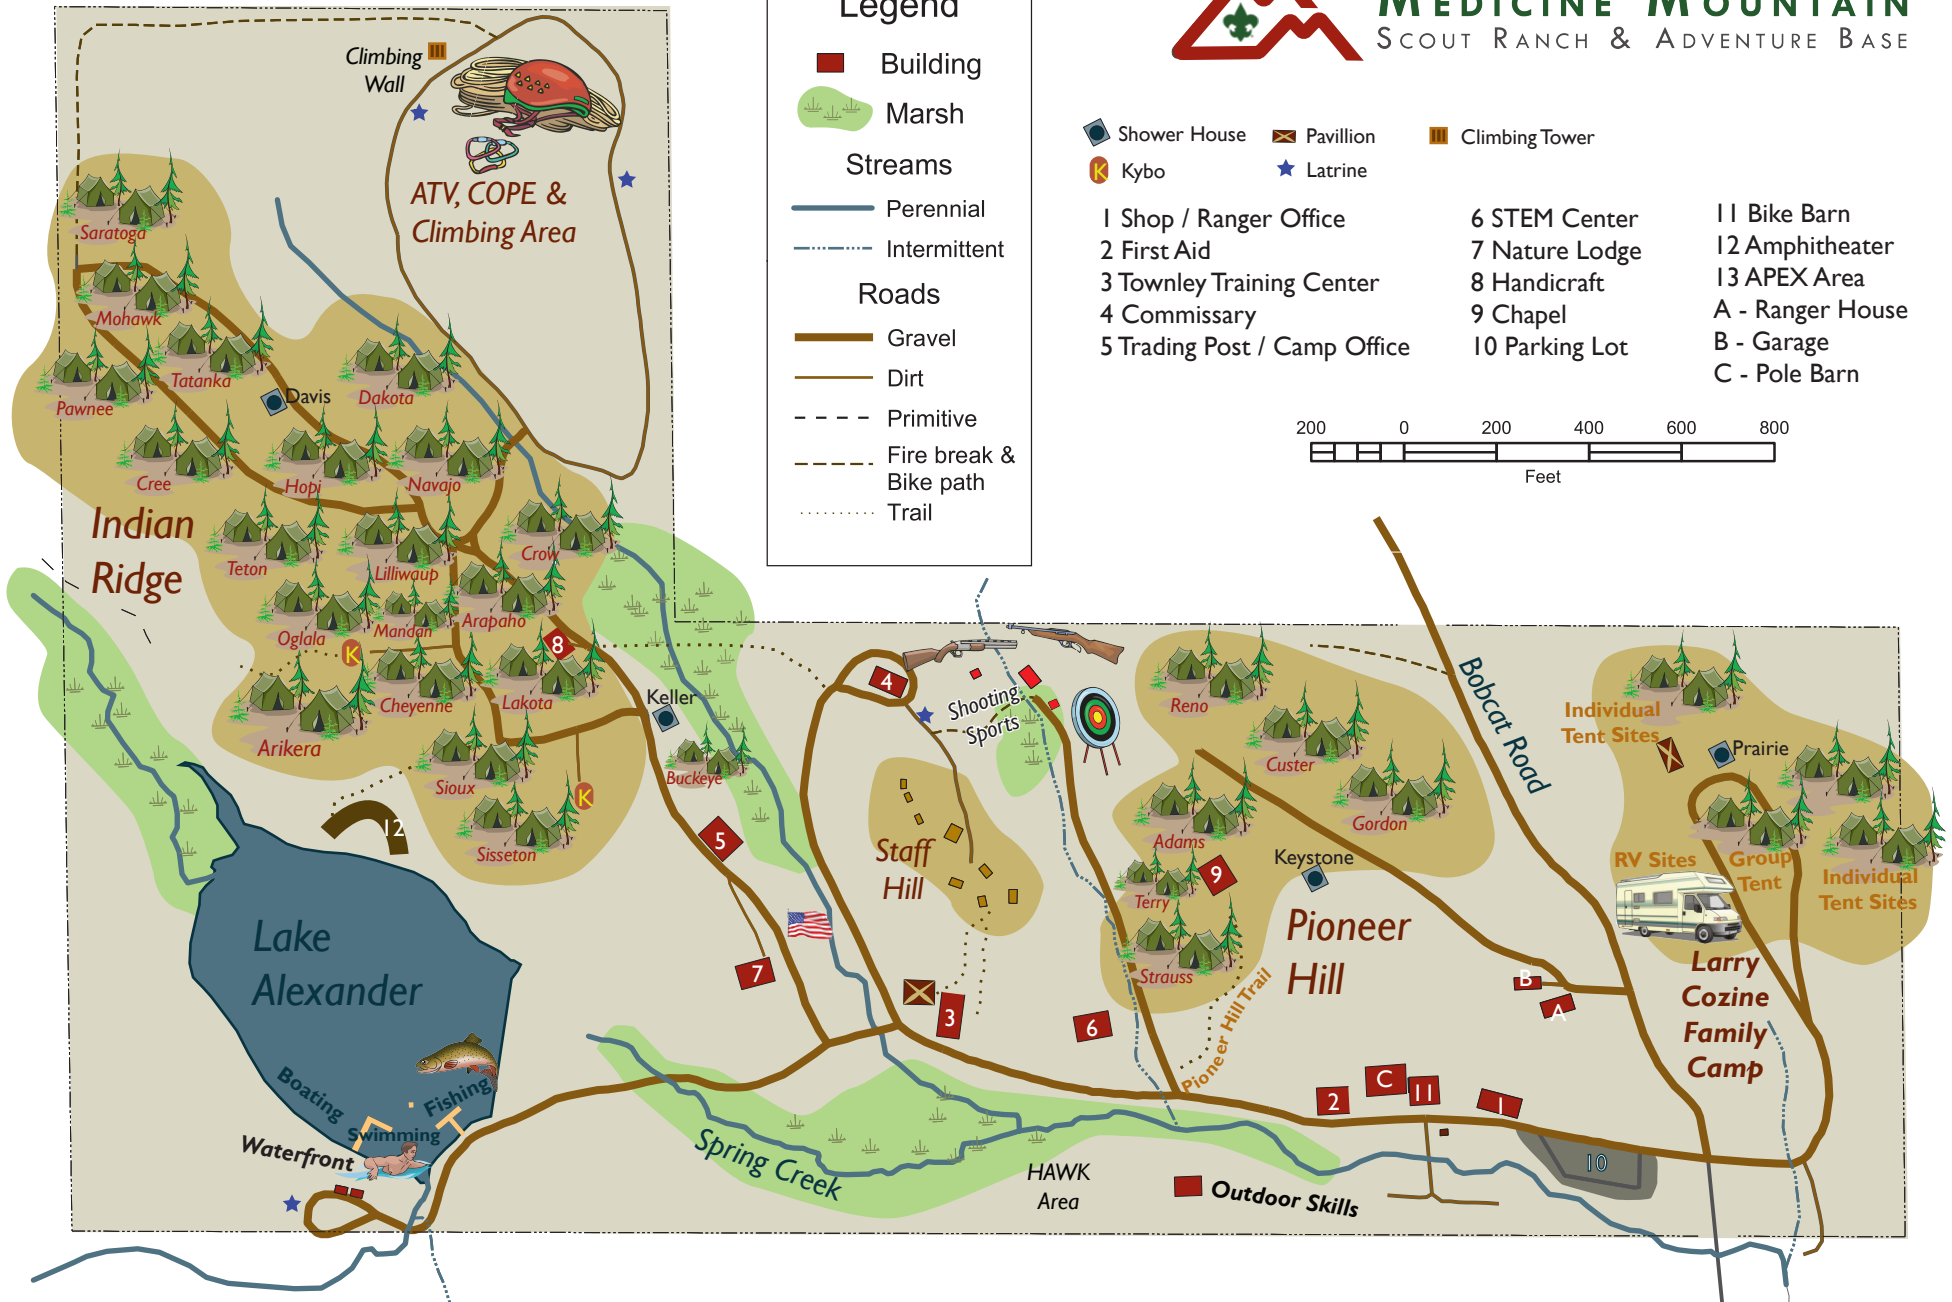 Legend
Building
Marsh
Streams
Perennial
Intermittent
Roads
Gravel
Dirt
Primitive
Fire break &
Bike path
Trail
MEDICINE MOUNTAIN
SCOUT RANCH & ADVENTURE BASE
Shower House
Pavillion
Climbing Tower
K Kybo
Latrine
1 Shop / Ranger Office
2 First Aid
3 Townley Training Center
4 Commissary
5 Trading Post / Camp Office
6 STEM Center
7 Nature Lodge
8 Handicraft
9 Chapel
10 Parking Lot
11 Bike Barn
12 Amphitheater
13 APEX Area
A - Ranger House
B - Garage
C - Pole Barn
200 0 200 400 600 800
Feet
Climbing
Wall
ATV, COPE &
Climbing Area
Saratoga
Mohawk
Tatanka
Pawnee
Davis
Dakota
Cree
Hopi
Navajo
Indian
Ridge
Teton
Lilliwaup
Crow
Oglala
Mandan
Arapaho
K
8
Arikera
Cheyenne
Lakota
Keller
Sioux
Buckeye
K
Sisseton
12
5
7
Lake
Alexander
Boating
Fishing
Swimming
Waterfront
4
Shooting
Sports
Staff
Hill
3
6
Spring Creek
HAWK
Area
Outdoor Skills
Reno
Custer
Gordon
Adams
Terry
9
Keystone
Strauss
Pioneer
Hill
Pioneer Hill Trail
Bobcat Road
B
A
2
C
11
1
10
Individual
Tent Sites
Prairie
RV Sites
Group
Tent
Individual
Tent Sites
Larry
Cozine
Family
Camp